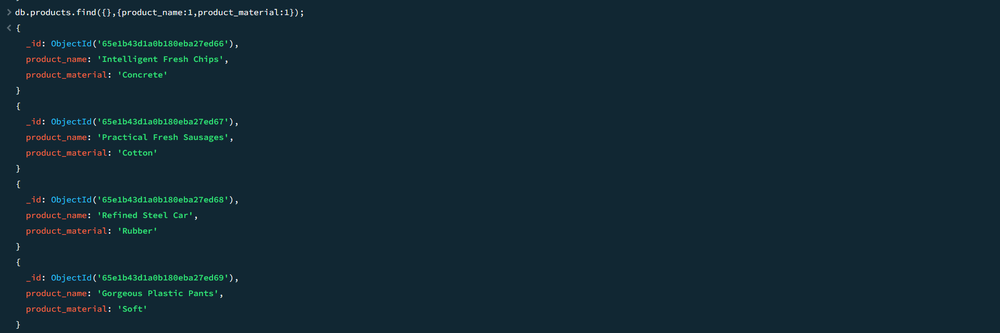 > db.products.find({},{product_name:1,product_material:1});
< {
_id: ObjectId('65e1b43d1a0b180eba27ed66'),
product_name: 'Intelligent Fresh Chips',
product_material: 'Concrete'
}
{
_id: ObjectId('65e1b43d1a0b180eba27ed67'),
product_name: 'Practical Fresh Sausages',
product_material: 'Cotton'
}
{
_id: ObjectId('65e1b43d1a0b180eba27ed68'),
product_name: 'Refined Steel Car',
product_material: 'Rubber'
}
{
_id: ObjectId('65e1b43d1a0b180eba27ed69'),
product_name: 'Gorgeous Plastic Pants',
product_material: 'Soft'
}